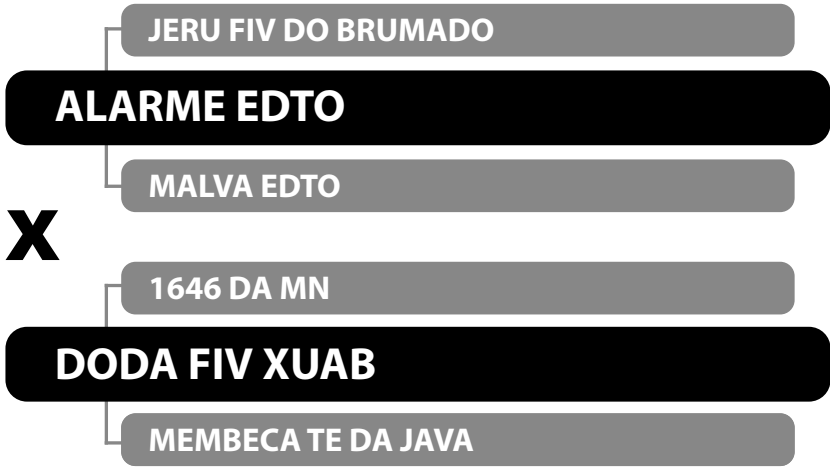 JERU FIV DO BRUMADO
ALARME EDTO
MALVA EDTO
X
1646 DA MN
DODA FIV XUAB
MEMBECA TE DA JAVA